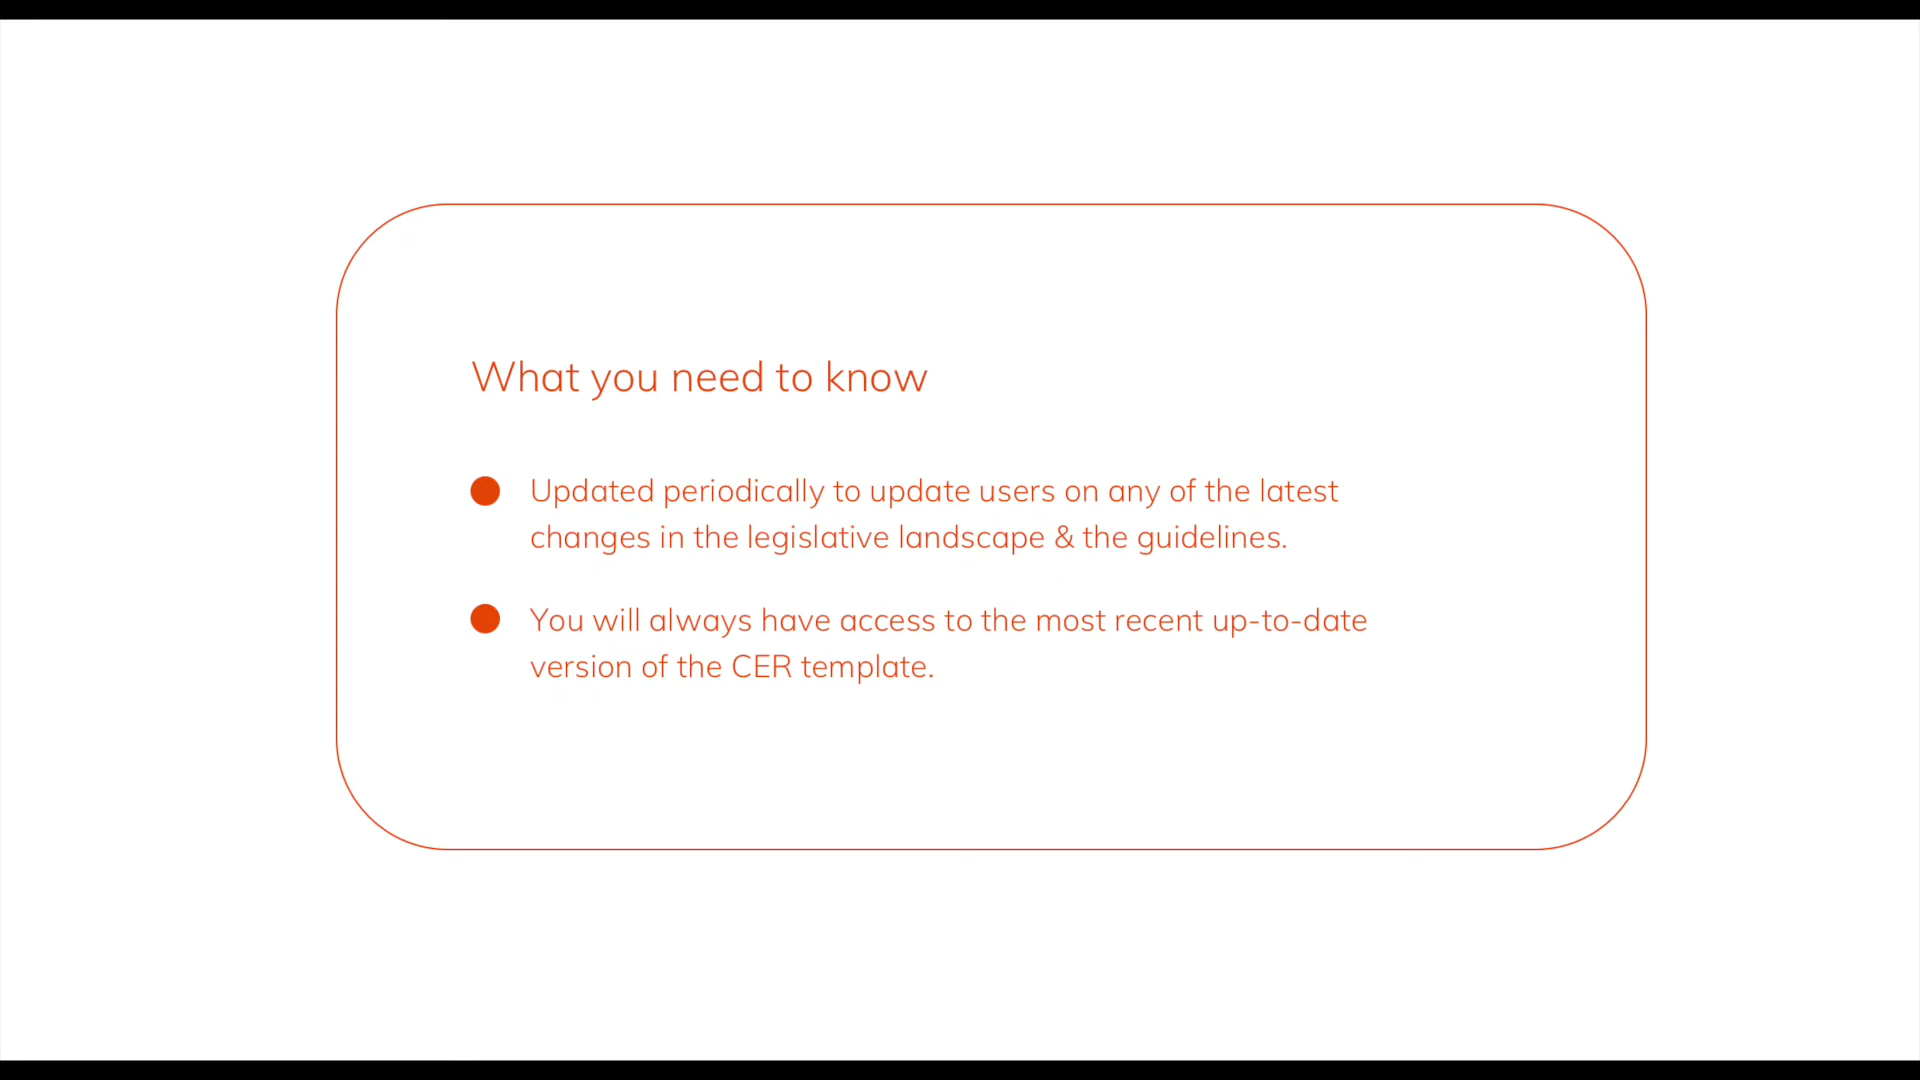 What you need to know
Updated periodically to update users on any of the latest
changes in the legislative landscape & the guidelines.
You will always have access to the most recent up-to-date
version of the CER template.